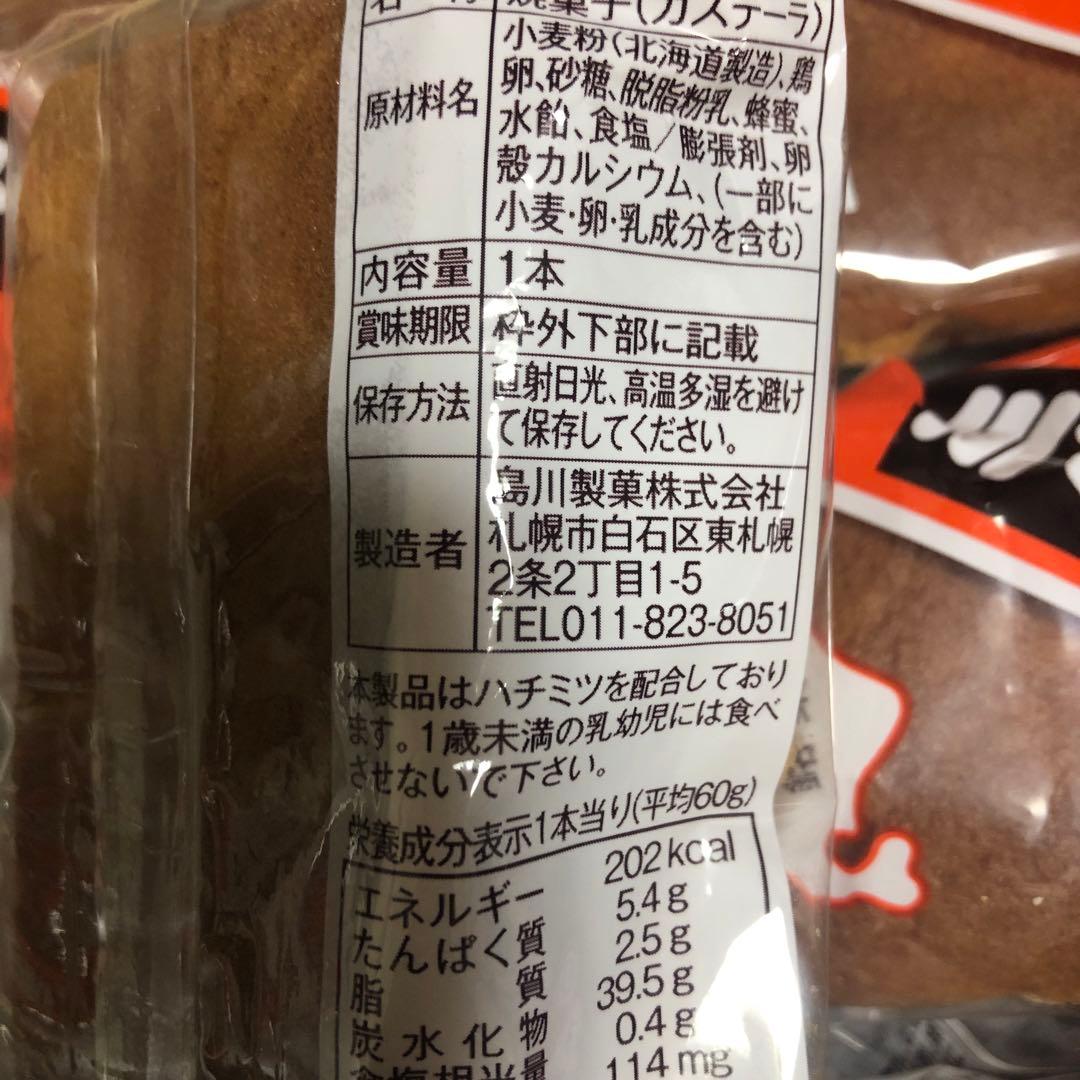 焼菓子(カステーラ)
原材料名
小麦粉(北海道製造)、鶏
卵、砂糖、脱脂粉乳、蜂蜜、
水飴、食塩/膨張剤、卵
殻カルシウム、(一部に
小麦・卵・乳成分を含む)
内容量 1本
賞味期限 枠外下部に記載
保存方法
直射日光、高温多湿を避け
て保存してください。
製造者
島川製菓株式会社
札幌市白石区東札幌
2条2丁目1-5
TEL011-823-8051
本製品はハチミツを配合しており
ます。1歳未満の乳幼児には食べ
させないで下さい。
栄養成分表示1本当り(平均60g)
エネルギー 202kcal
たんぱく質 5.4g
脂質 2.5g
炭水化物 39.5g
食塩相当量 0.4g
114mg